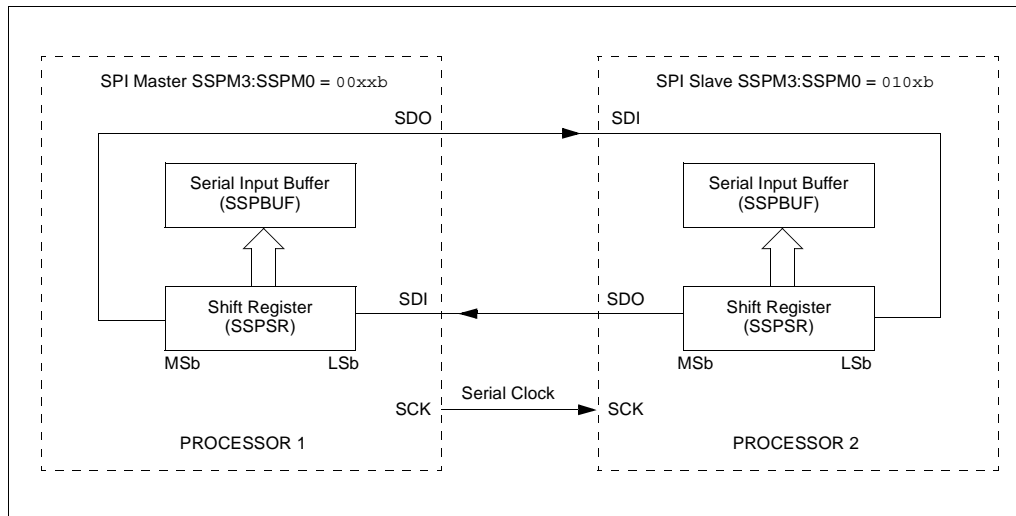 SPI Master SSPM3:SSPM0 = 00xxb
SPI Slave SSPM3:SSPM0 = 010xb
SDO
SDI
Serial Input Buffer
(SSPBUF)
Serial Input Buffer
(SSPBUF)
SDI
SDO
Shift Register
(SSPSR)
Shift Register
(SSPSR)
MSb
LSb
MSb
LSb
Serial Clock
SCK
SCK
PROCESSOR 1
PROCESSOR 2